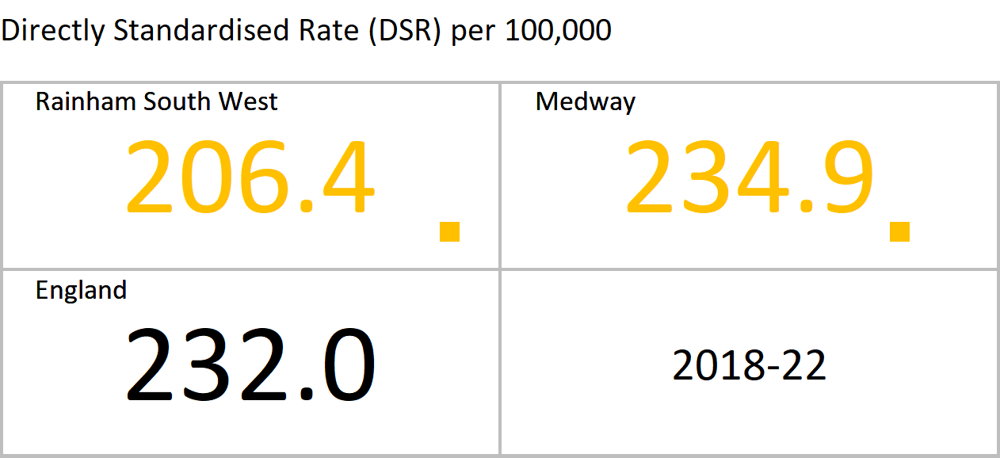 Directly Standardised Rate (DSR) per 100,000
Rainham South West
206.4
Medway
234.9
England
232.0
2018-22